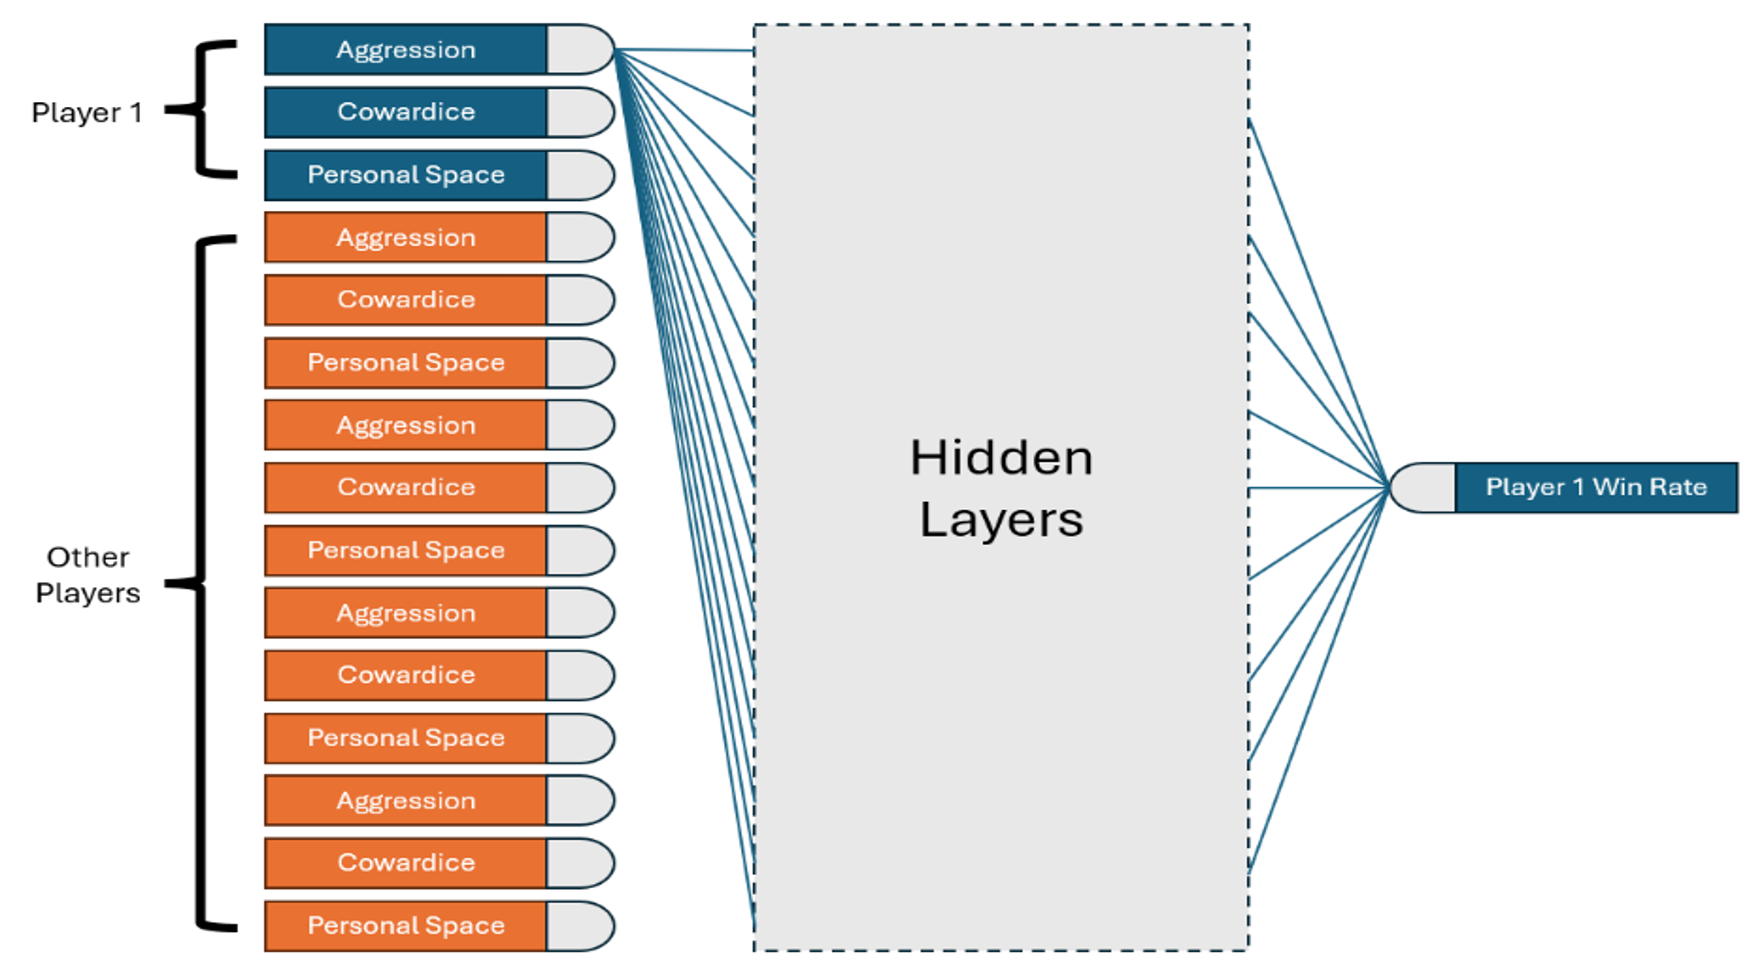 Player 1
Aggression
Cowardice
Personal Space
Other
Players
Aggression
Cowardice
Personal Space
Aggression
Cowardice
Personal Space
Aggression
Cowardice
Personal Space
Aggression
Cowardice
Personal Space
Hidden
Layers
Player 1 Win Rate